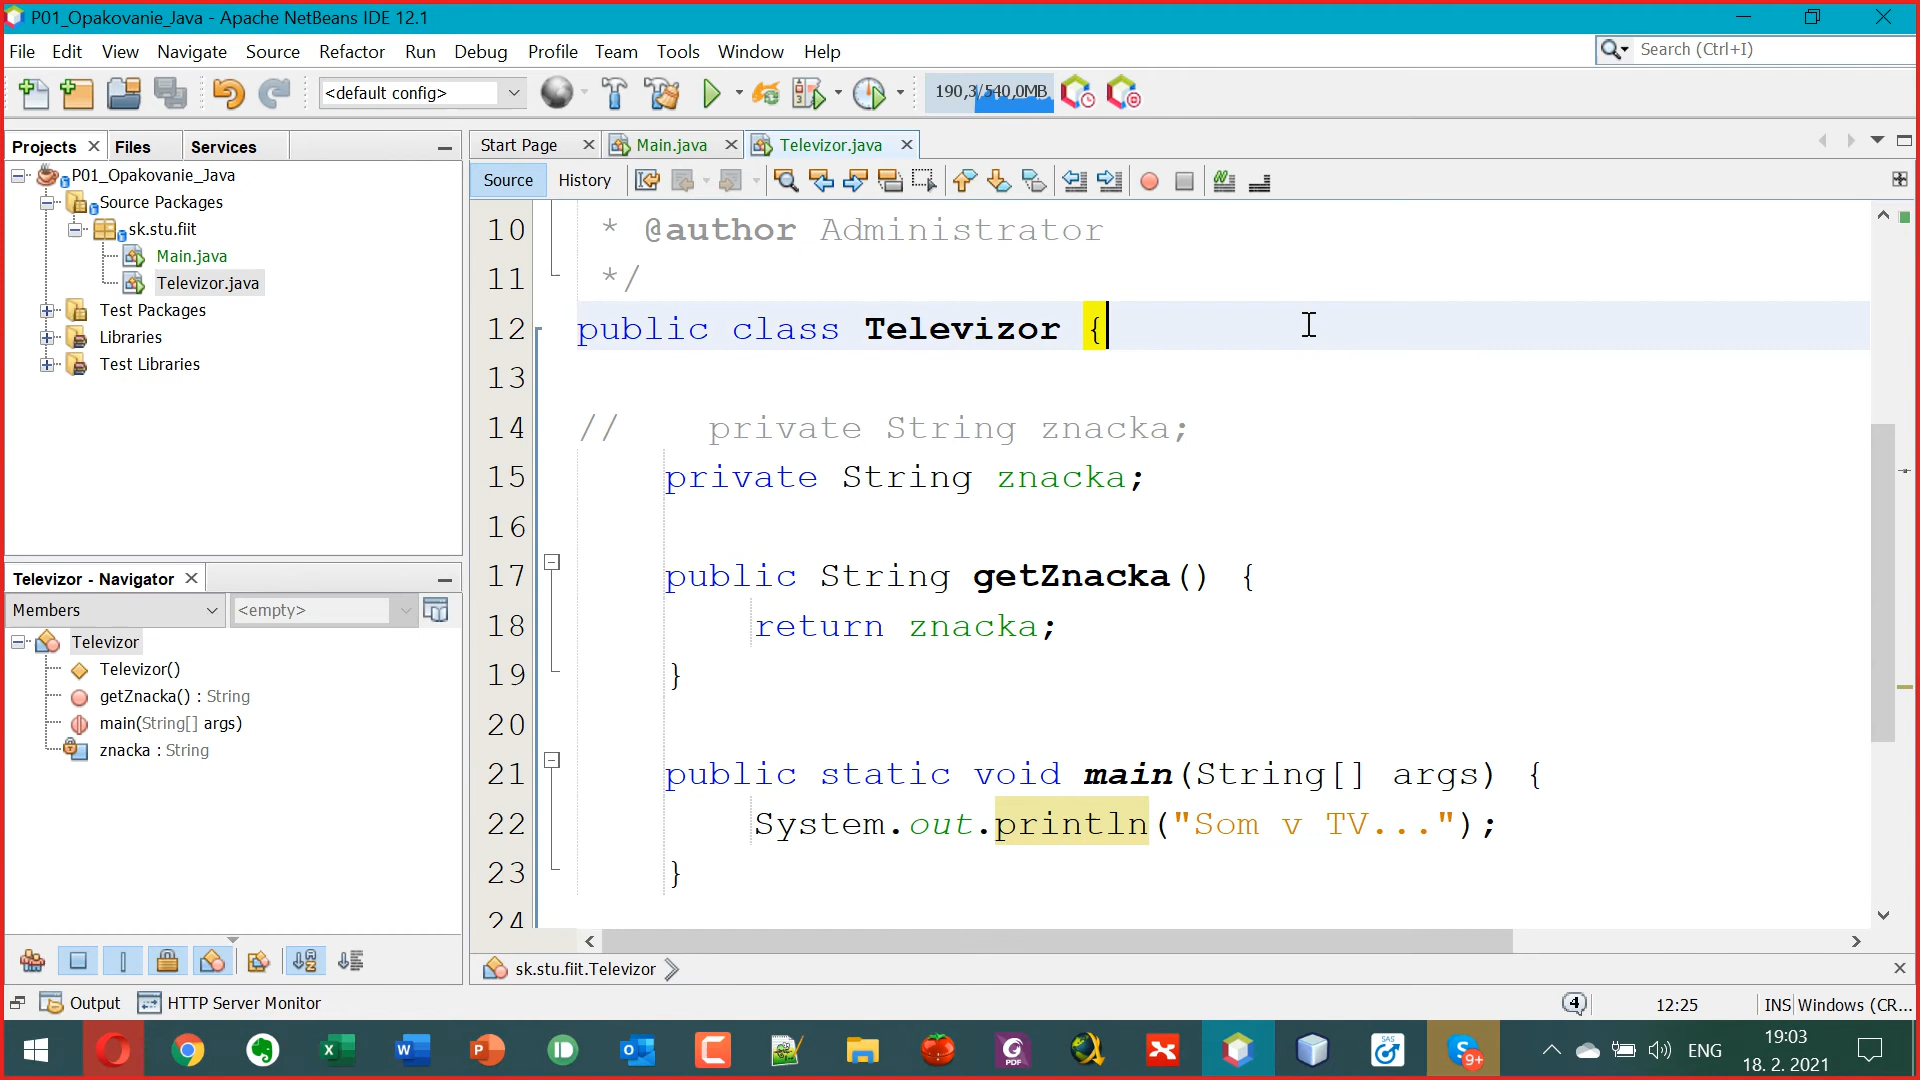 P01_Opakovanie_Java - Apache NetBeans IDE 12.1
File Edit View Navigate Source Refactor Run Debug Profile Team Tools Window Help
Search (Ctrl+I)
<default config>
190,3/540,0MB
Projects Files Services
P01_Opakovanie_Java
Source Packages
sk.stu.fiit
Main.java
Televizor.java
Test Packages
Libraries
Test Libraries
Televizor - Navigator
Members <empty>
Televizor
Televizor()
getZnacka() : String
main(String[] args)
znacka : String
Start Page Main.java Televizor.java
Source History
10 * @author Administrator
11 */
12 public class Televizor {
13
14 // private String znacka;
15 private String znacka;
16
17 public String getZnacka() {
18 return znacka;
19 }
20
21 public static void main(String[] args) {
22 System.out.println("Som v TV...");
23 }
24
sk.stu.fiit.Televizor
Output HTTP Server Monitor
4 12:25 INS Windows (CR...
PDF
SAS
9+
ENG
19:03
18. 2. 2021